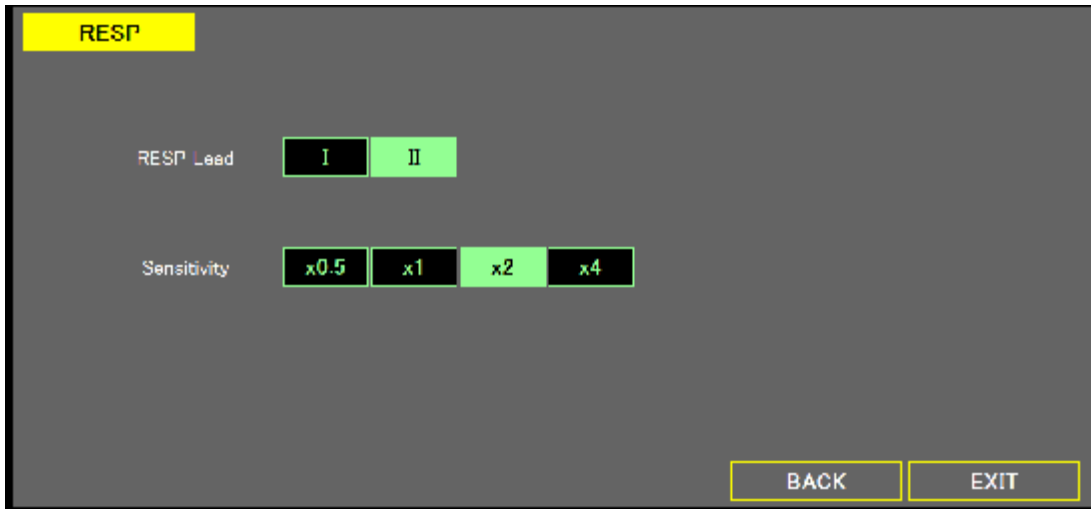 RESP
RESP Lead I II
Sensitivity x0.5 x1 x2 x4
BACK EXIT